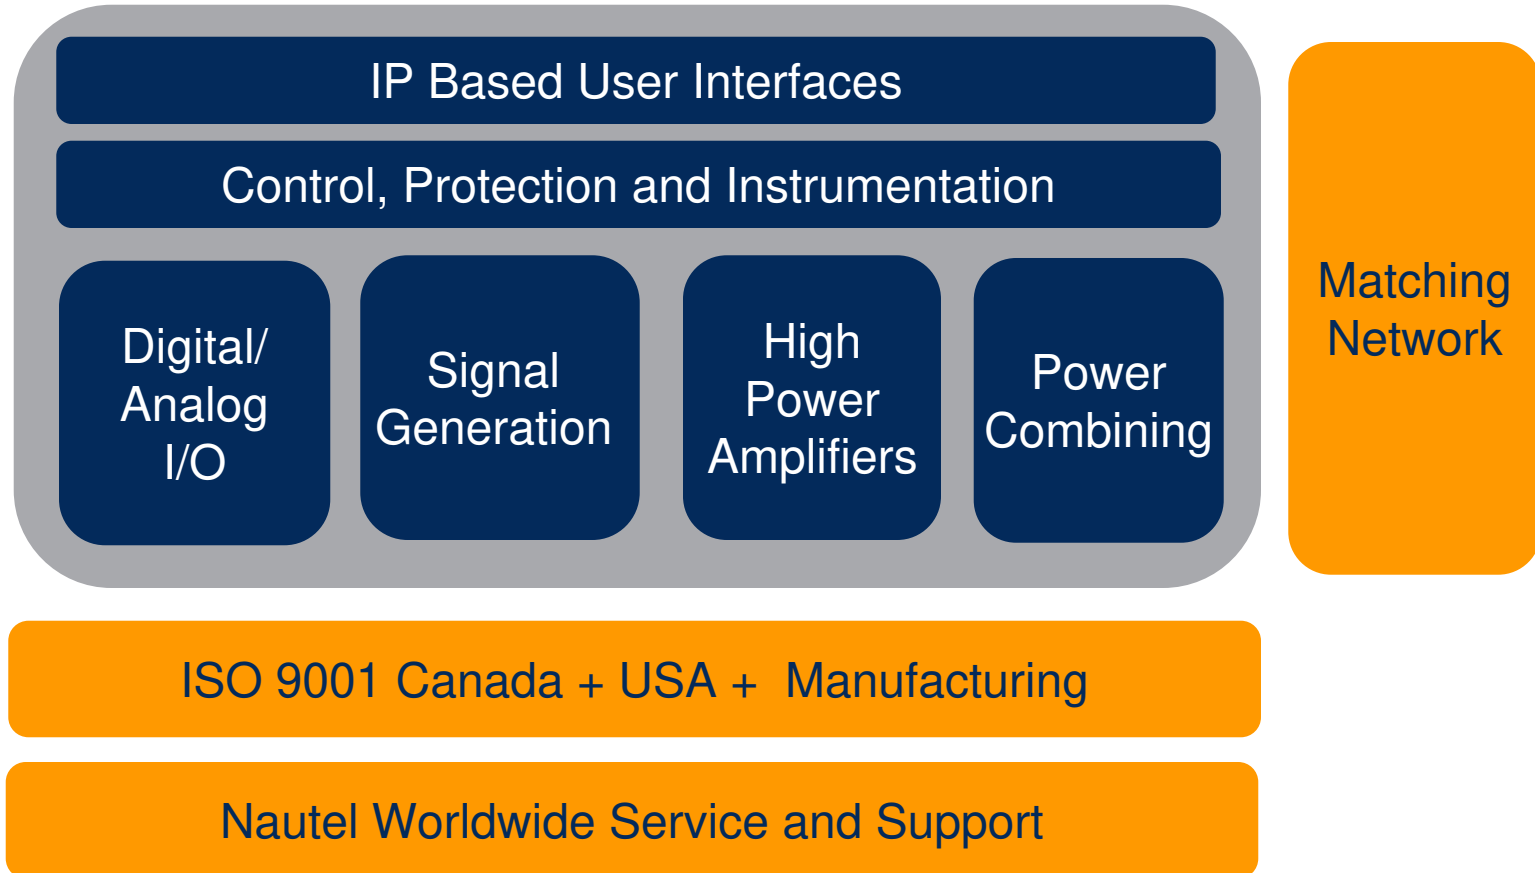 IP Based User Interfaces
Control, Protection and Instrumentation
Digital/
Analog
I/O
Signal
Generation
High
Power
Amplifiers
Power
Combining
Matching
Network
ISO 9001 Canada + USA +  Manufacturing
Nautel Worldwide Service and Support